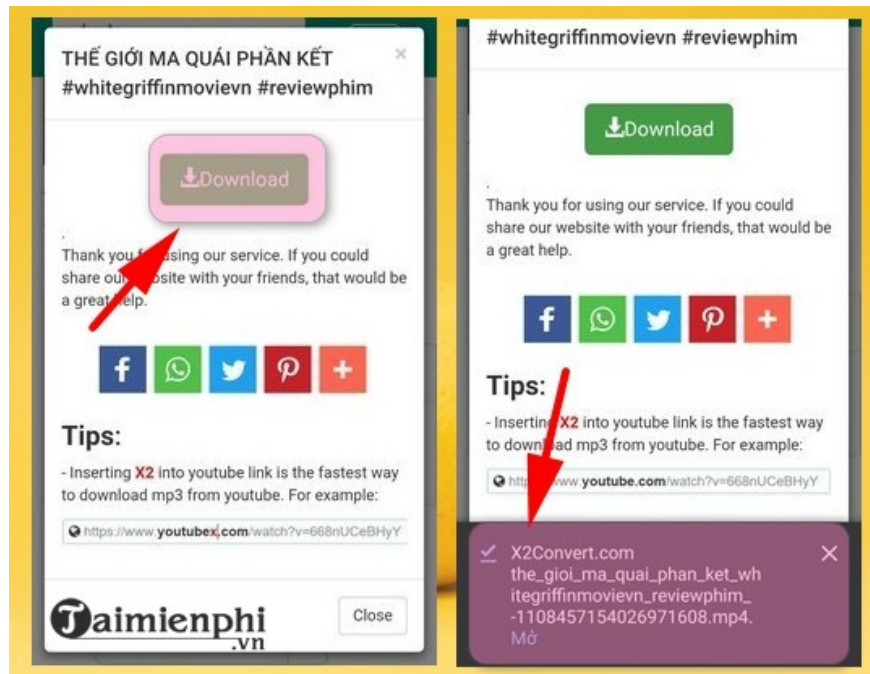 THẾ GIỚI MA QUÁI PHẦN KẾT
#whitegriffinmovievn #reviewphim
×
Download
.
Thank you for using our service. If you could
share our website with your friends, that would be
a great help.
Tips:
- Inserting X2 into youtube link is the fastest way
to download mp3 from youtube. For example:
https://www.youtubex.com/watch?v=668nUCeBHyY
Close
Taimienphi
.vn
#whitegriffinmovievn #reviewphim
Download
.
Thank you for using our service. If you could
share our website with your friends, that would be
a great help.
Tips:
- Inserting X2 into youtube link is the fastest way
to download mp3 from youtube. For example:
www.youtube.com/watch?v=668nUCeBHyY
X2Convert.com
the_gioi_ma_quai_phan_ket_wh
itegriffinmovievn_reviewphim_
-1108457154026971608.mp4.
Mở